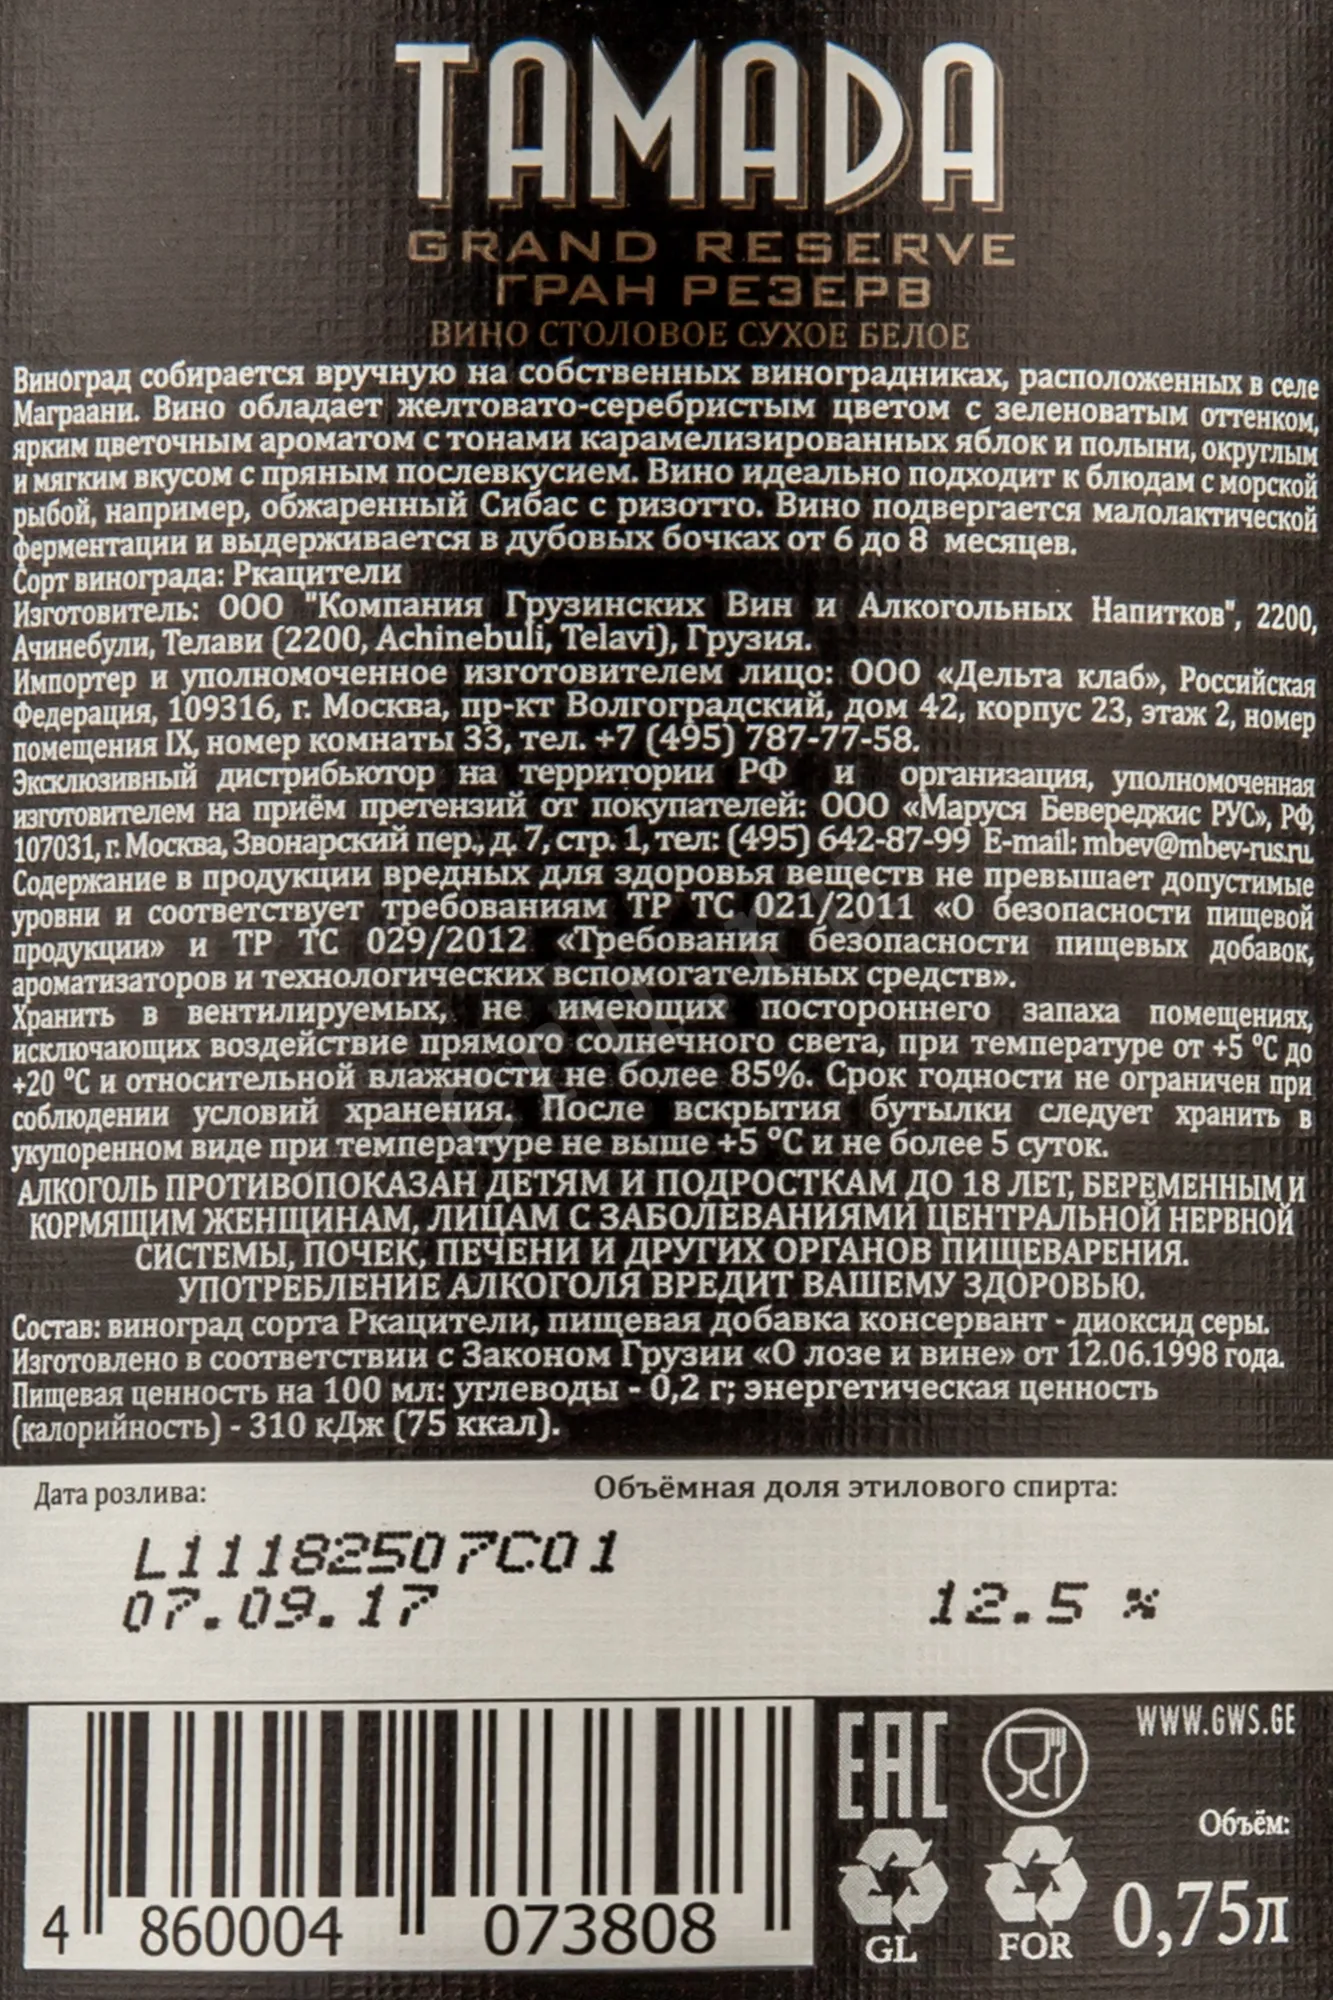 TAMADA
GRAND RESERVE
ГРАН РЕЗЕРВ
ВИНО СТОЛОВОЕ СУХОЕ БЕЛОЕ
Виноград собирается вручную на собственных виноградниках, расположенных в селе
Маграани. Вино обладает желтовато-серебристым цветом с зеленоватым оттенком,
ярким цветочным ароматом с тонами карамелизированных яблок и полыни, округлым
и мягким вкусом с пряным послевкусием. Вино идеально подходит к блюдам с морской
рыбой, например, обжаренный Сибас с ризотто. Вино подвергается малолактической
ферментации и выдерживается в дубовых бочках от 6 до 8 месяцев.
Сорт винограда: Ркацители
Изготовитель: ООО "Компания Грузинских Вин и Алкогольных Напитков", 2200,
Ачинебули, Телави (2200, Achinebuli, Telavi), Грузия.
Импортер и уполномоченное изготовителем лицо: ООО «Дельта клаб», Российская
Федерация, 109316, г. Москва, пр-кт Волгоградский, дом 42, корпус 23, этаж 2, номер
помещения IX, номер комнаты 33, тел. +7 (495) 787-77-58.
Эксклюзивный дистрибьютор на территории РФ и организация, уполномоченная
изготовителем на приём претензий от покупателей: ООО «Маруся Бевереджис РУС», РФ,
107031, г. Москва, Звонарский пер., д. 7, стр. 1, тел: (495) 642-87-99 E-mail: mbev@mbev-rus.ru.
Содержание в продукции вредных для здоровья веществ не превышает допустимые
уровни и соответствует требованиям ТР ТС 021/2011 «О безопасности пищевой
продукции» и ТР ТС 029/2012 «Требования безопасности пищевых добавок,
ароматизаторов и технологических вспомогательных средств».
Хранить в вентилируемых, не имеющих постороннего запаха помещениях,
исключающих воздействие прямого солнечного света, при температуре от +5 °C до
+20 °C и относительной влажности не более 85%. Срок годности не ограничен при
соблюдении условий хранения. После вскрытия бутылки следует хранить в
укупоренном виде при температуре не выше +5 °C и не более 5 суток.
АЛКОГОЛЬ ПРОТИВОПОКАЗАН ДЕТЯМ И ПОДРОСТКАМ ДО 18 ЛЕТ, БЕРЕМЕННЫМ И
КОРМЯЩИМ ЖЕНЩИНАМ, ЛИЦАМ С ЗАБОЛЕВАНИЯМИ ЦЕНТРАЛЬНОЙ НЕРВНОЙ
СИСТЕМЫ, ПОЧЕК, ПЕЧЕНИ И ДРУГИХ ОРГАНОВ ПИЩЕВАРЕНИЯ.
УПОТРЕБЛЕНИЕ АЛКОГОЛЯ ВРЕДИТ ВАШЕМУ ЗДОРОВЬЮ.
Состав: виноград сорта Ркацители, пищевая добавка консервант - диоксид серы.
Изготовлено в соответствии с Законом Грузии «О лозе и вине» от 12.06.1998 года.
Пищевая ценность на 100 мл: углеводы - 0,2 г; энергетическая ценность
(калорийность) - 310 кДж (75 ккал).
Дата розлива: Объёмная доля этилового спирта:
L11182507C01
07.09.17 12.5 %
EAC WWW.GWS.GE
Объём:
0,75л
4 860004 073808
GL FOR